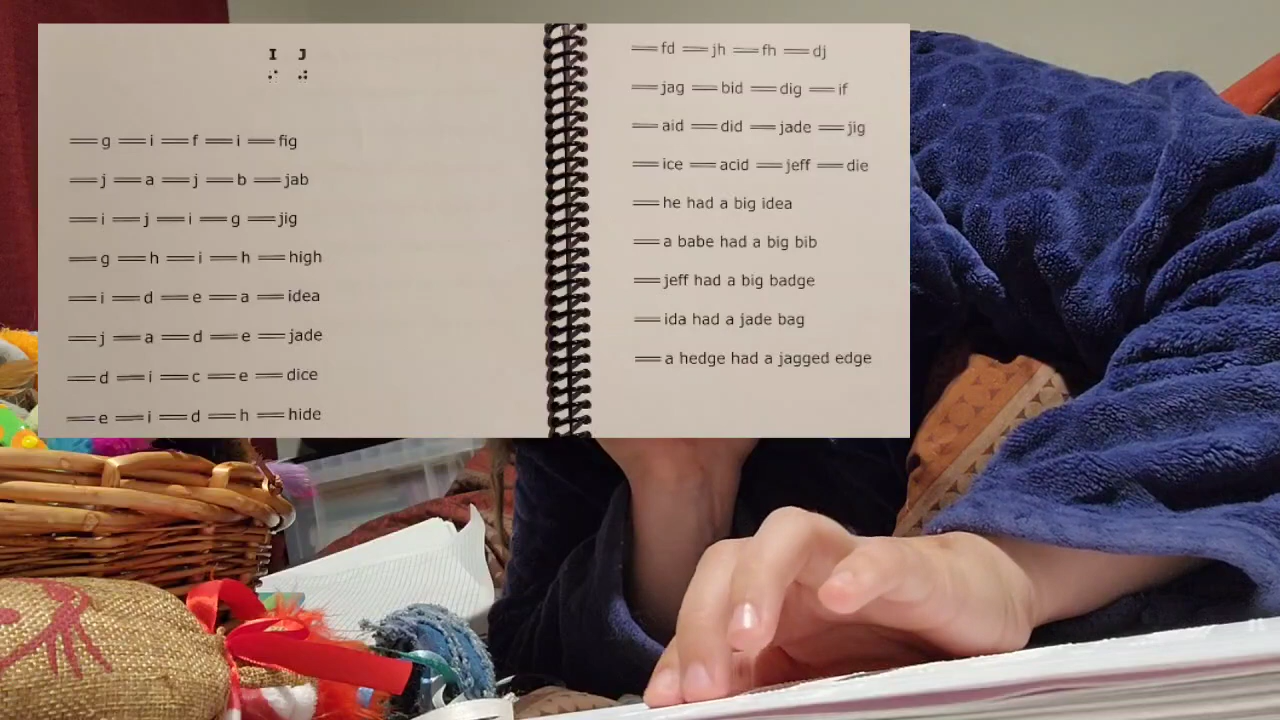 I J
⠊ ⠚
══ g ══ i ══ f ══ i ══ fig
══ j ══ a ══ j ══ b ══ jab
══ i ══ j ══ i ══ g ══ jig
══ g ══ h ══ i ══ h ══ high
══ i ══ d ══ e ══ a ══ idea
══ j ══ a ══ d ══ e ══ jade
══ d ══ i ══ c ══ e ══ dice
══ e ══ i ══ d ══ h ══ hide
══ fd ══ jh ══ fh ══ dj
══ jag ══ bid ══ dig ══ if
══ aid ══ did ══ jade ══ jig
══ ice ══ acid ══ jeff ══ die
══ he had a big idea
══ a babe had a big bib
══ jeff had a big badge
══ ida had a jade bag
══ a hedge had a jagged edge